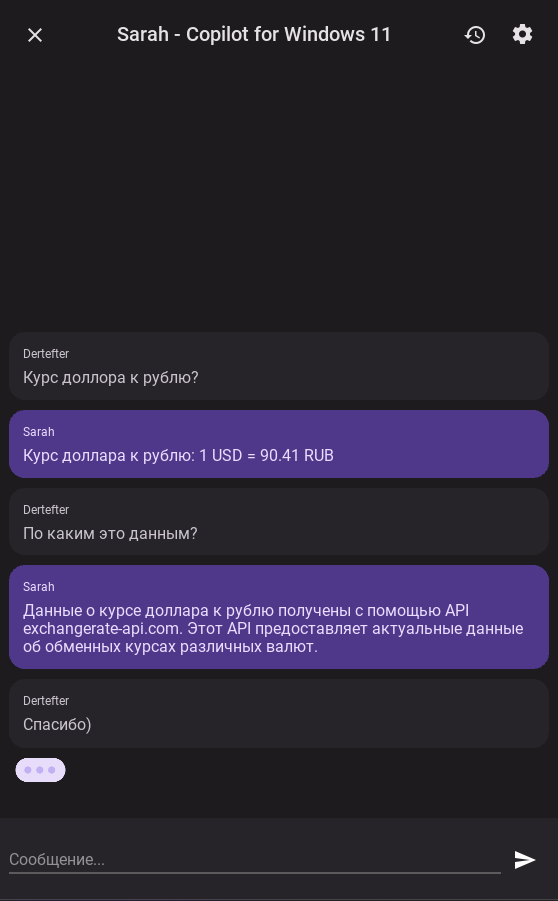 Sarah - Copilot for Windows 11
Dertefter
Курс доллора к рублю?
Sarah
Курс доллара к рублю: 1 USD = 90.41 RUB
Dertefter
По каким это данным?
Sarah
Данные о курсе доллара к рублю получены с помощью API
exchangerate-api.com. Этот API предоставляет актуальные данные
об обменных курсах различных валют.
Dertefter
Спасибо)
Сообщение...